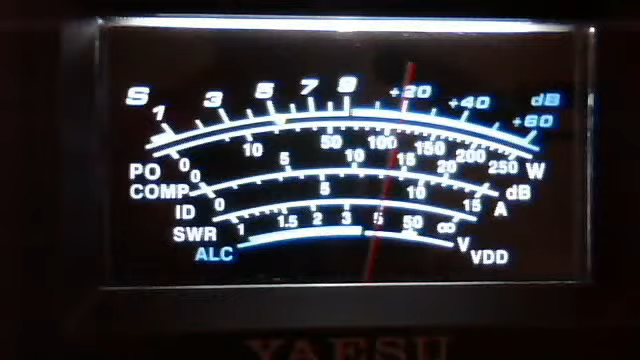 S 1 3 5 7 9 +20 +40 +60 dB
PO 0 10 50 100 150 200 250 W
COMP 0 5 10 15 20 dB
ID 0 5 10 15 A
SWR 1 1.5 2 3 5 50 ∞ V
ALC VDD
YAESU